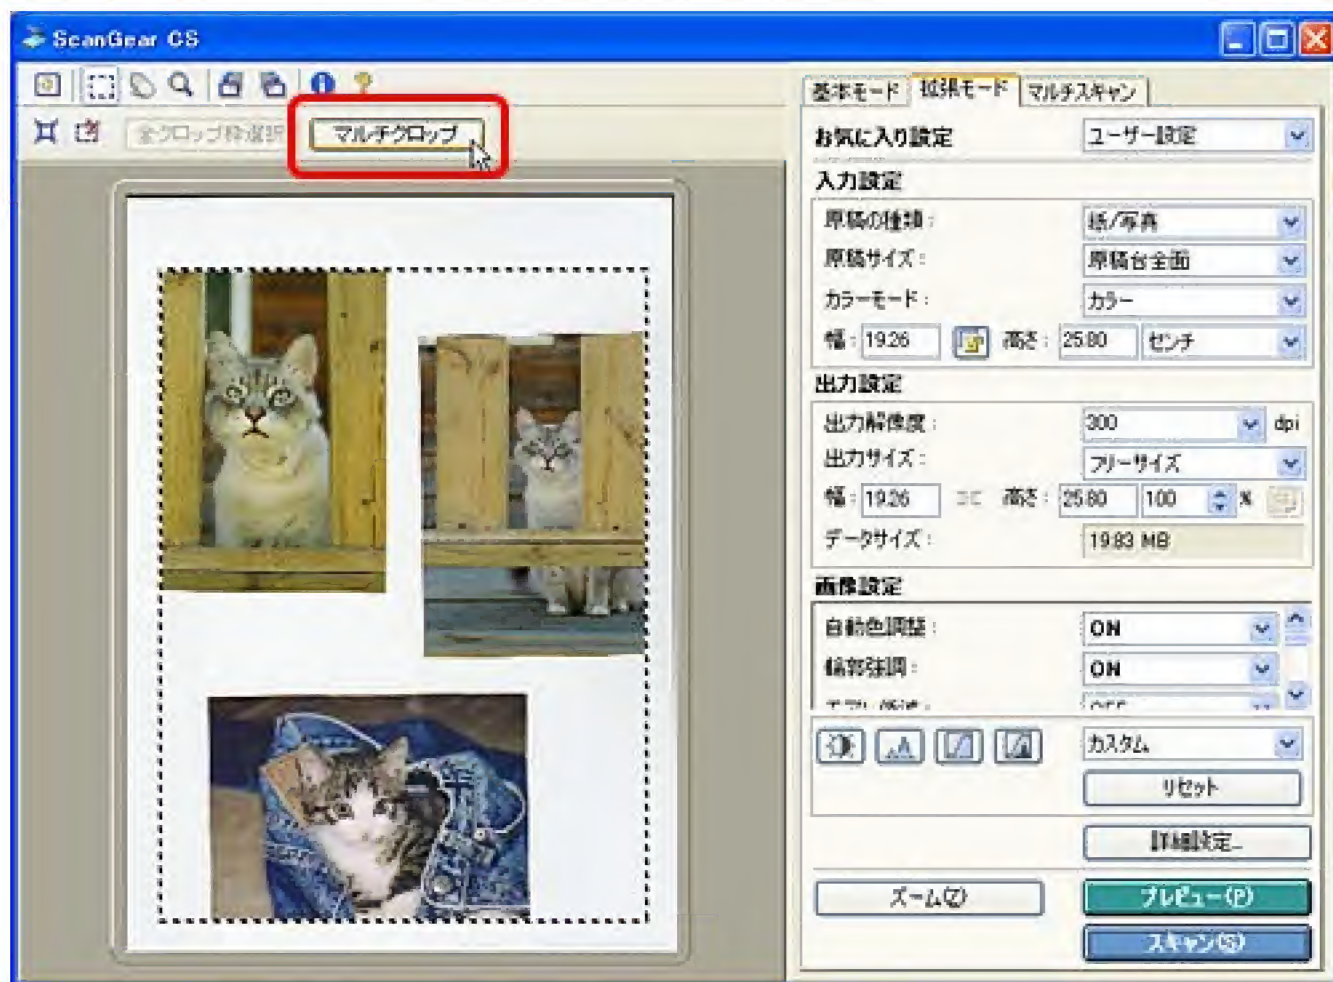 ScanGear CS
全クロップ枠選択
マルチクロップ
基本モード 拡張モード マルチスキャン
お気に入り設定 ユーザー設定
入力設定
原稿の種類: 紙/写真
原稿サイズ: 原稿台全面
カラーモード: カラー
幅: 19.26 高さ: 25.80 センチ
出力設定
出力解像度: 300 dpi
出力サイズ: フリーサイズ
幅: 19.26 高さ: 25.80 100 %
データサイズ: 19.83 MB
画像設定
自動色調整: ON
輪郭強調: ON
カスタム
リセット
詳細設定...
ズーム(Z) プレビュー(P)
スキャン(S)